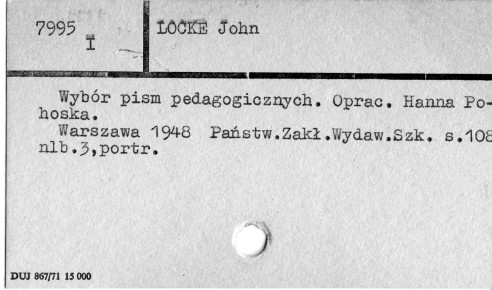 7995
I
LOCKE John
Wybór pism pedagogicznych. Oprac. Hanna Po-
hoska.
Warszawa 1948 Państw.Zakł.Wydaw.Szk. s.108
nlb.3,portr.
DUJ 867/71 15 000